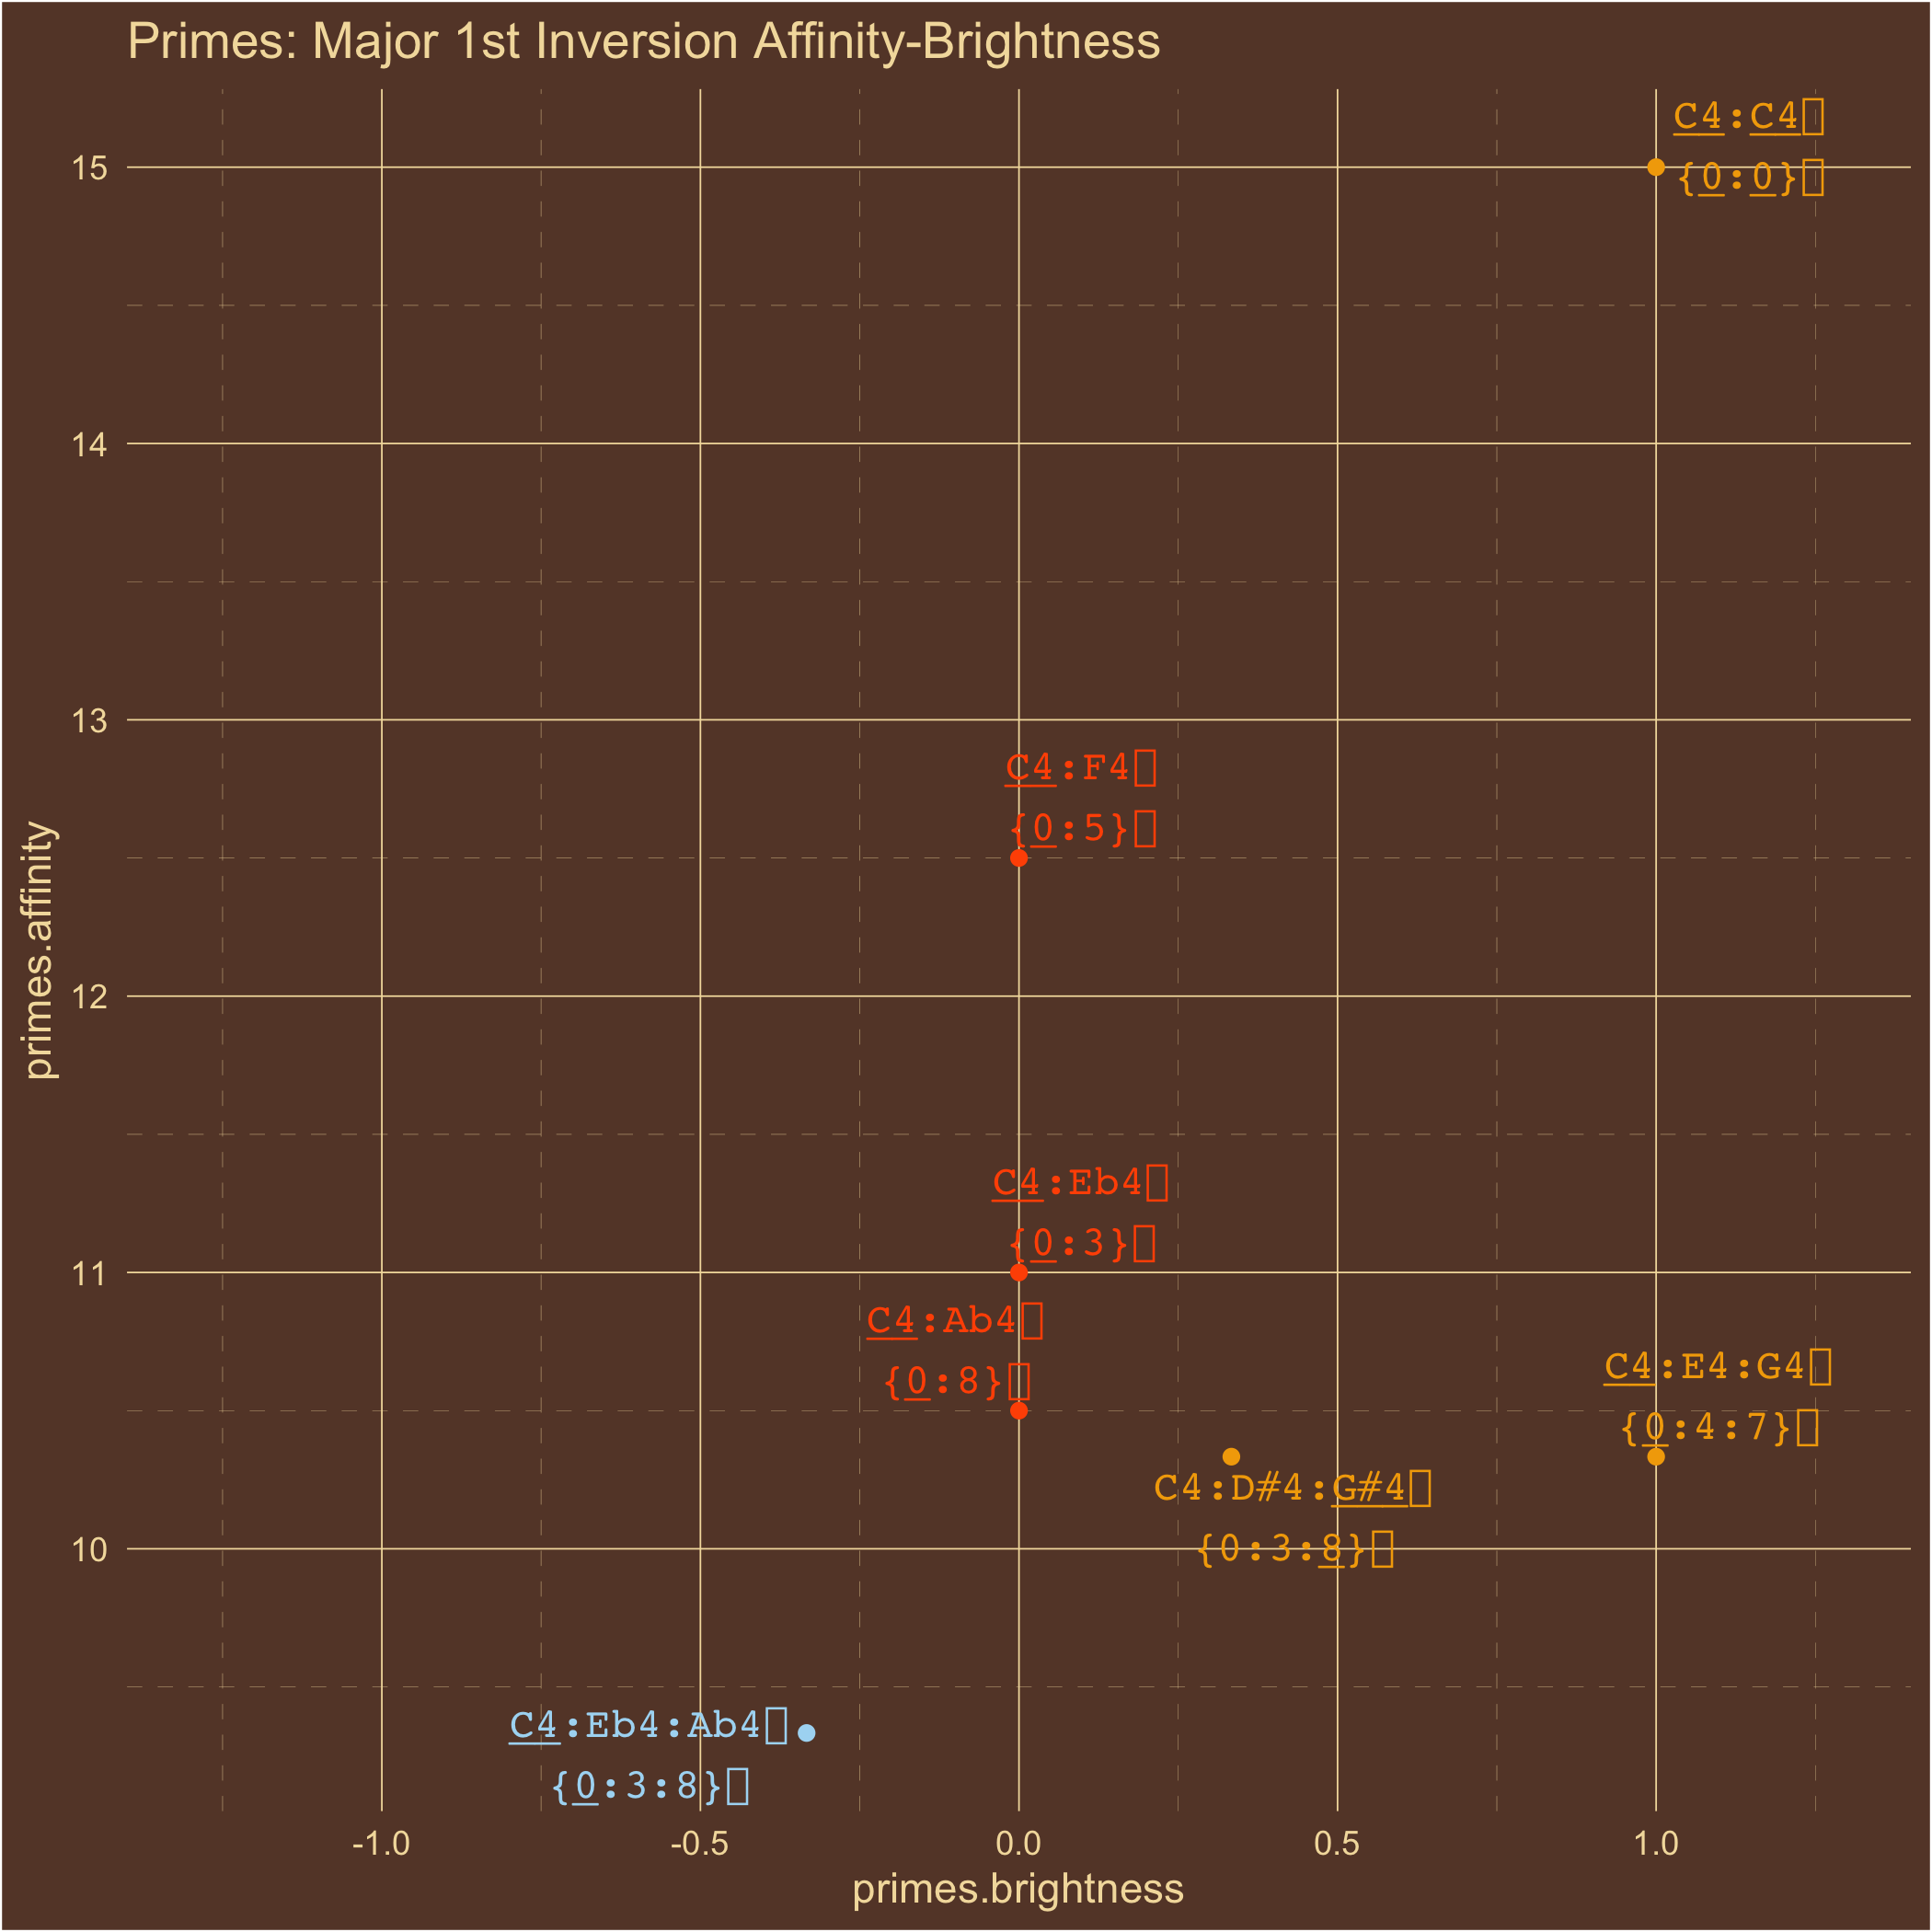 Primes: Major 1st Inversion Affinity-Brightness
C4:C4
15
{0:0}
14
13
C4:F4
{0:5}
12
C4:Eb4
{0:3}
11
C4:Ab4
{0:8}
C4:E4:G4
{0:4:7}
C4:D#4:G#4
10
{0:3:8}
C4:Eb4:Ab4
{0:3:8}
primes.affinity
-1.0 -0.5 0.0 0.5 1.0
primes.brightness